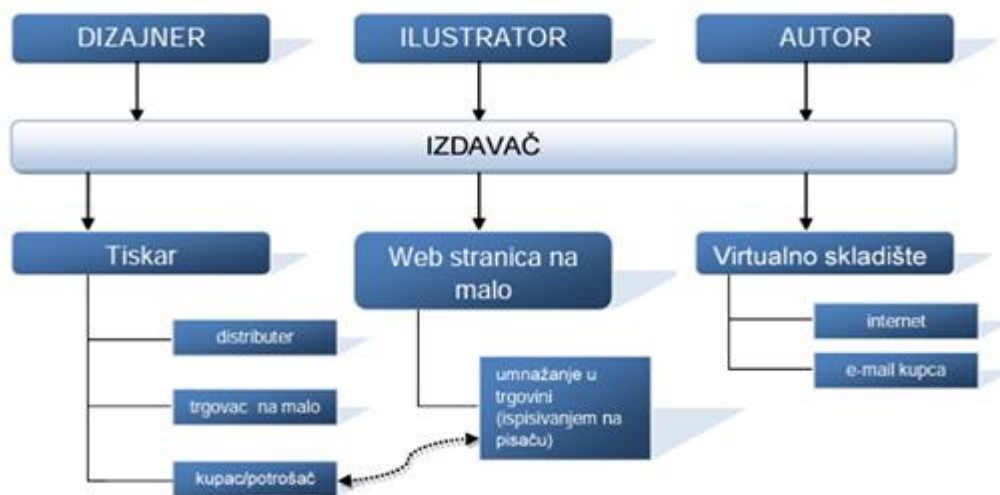 DIZAJNER
ILUSTRATOR
AUTOR
IZDAVAČ
Tiskar
Web stranica na
malo
Virtualno skladište
distributer
trgovac na malo
kupac/potrošač
umnažanje u
trgovini
(ispisivanjem na
pisaču)
internet
e-mail kupca